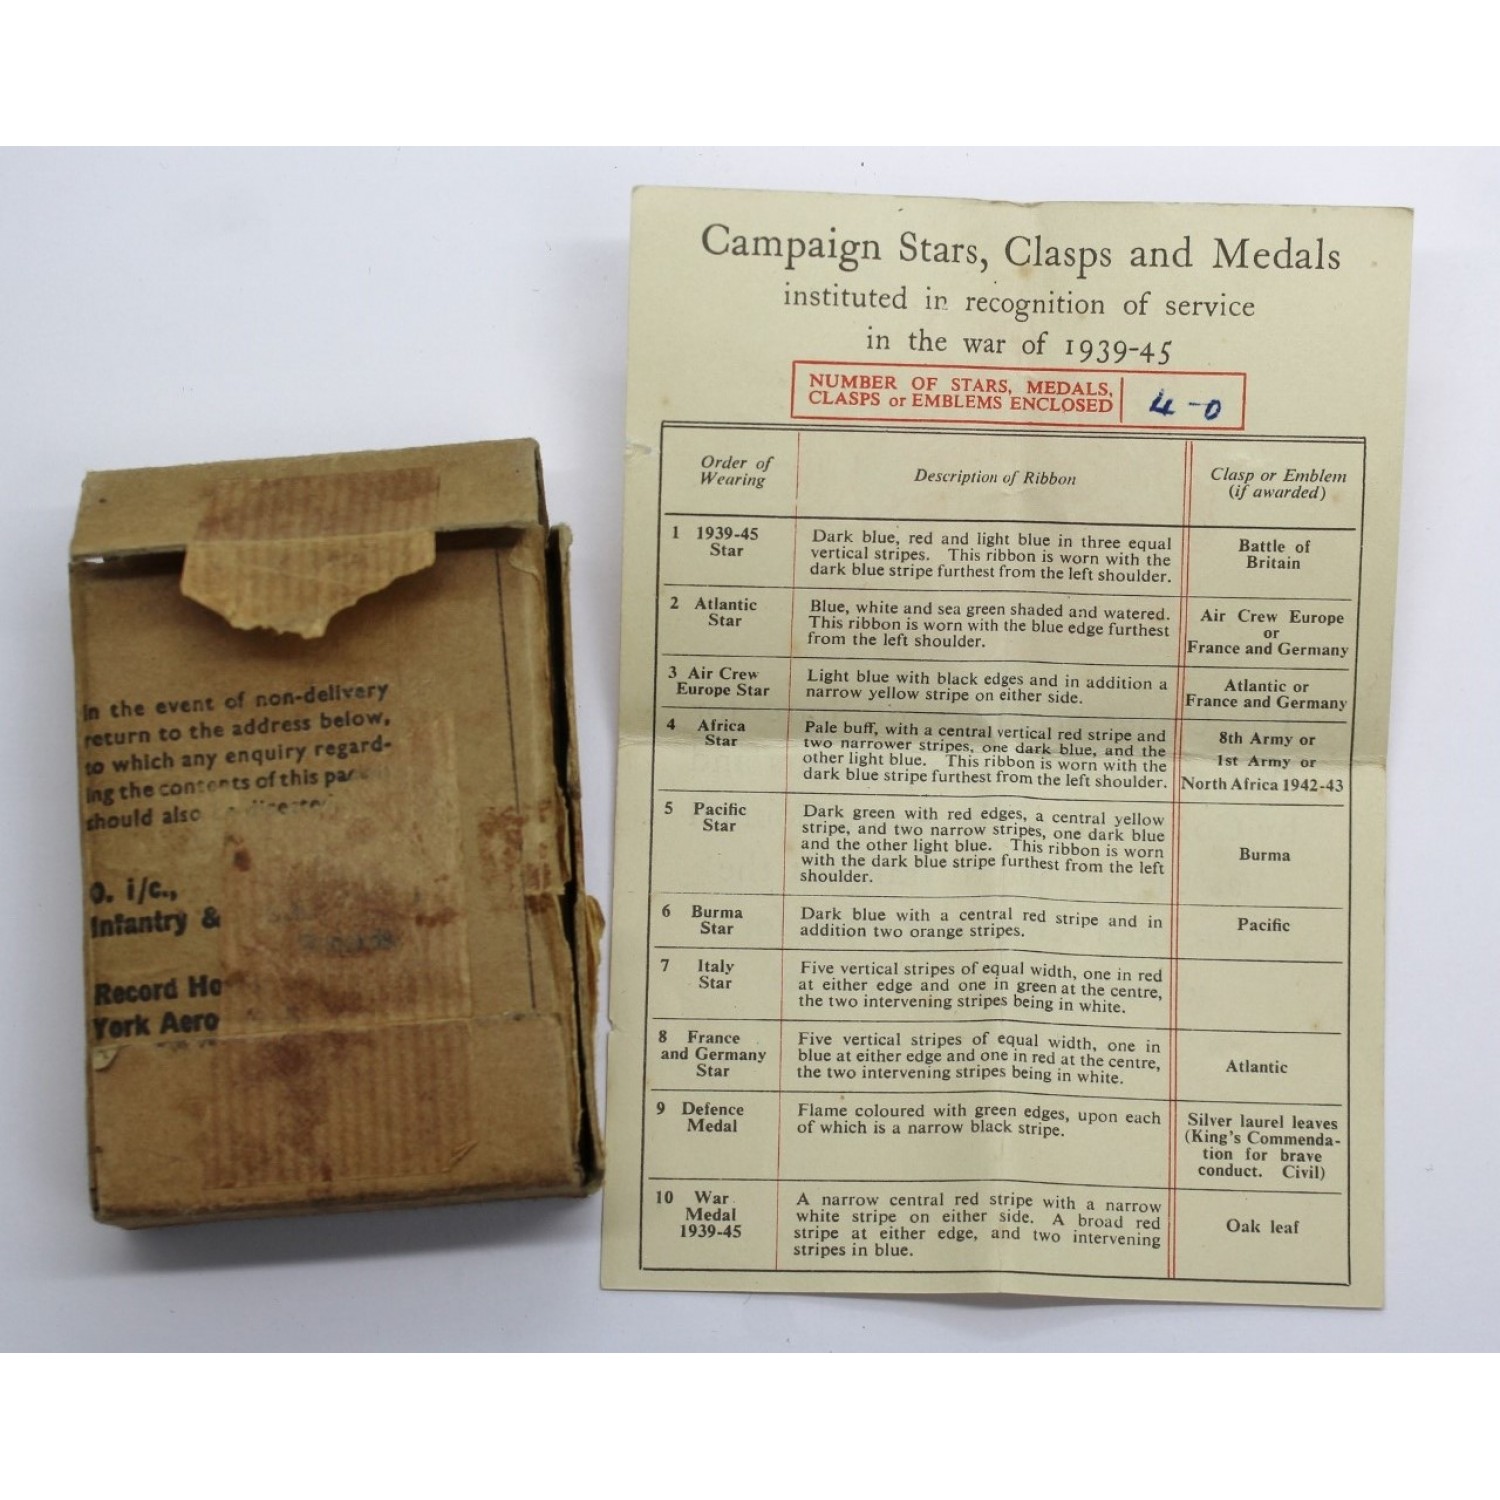 In the event of non-delivery
return to the address below,
to which any enquiry regard-
ing the contents of this
should also
O. i/c.,
Infantry &
Record Ho
York Aero
Campaign Stars, Clasps and Medals
instituted in recognition of service
in the war of 1939-45
NUMBER OF STARS, MEDALS,
CLASPS or EMBLEMS ENCLOSED
4-0
Order of
Wearing
Description of Ribbon
Clasp or Emblem
(if awarded)
1 1939-45
Star
Dark blue, red and light blue in three equal
vertical stripes. This ribbon is worn with the
dark blue stripe furthest from the left shoulder.
Battle of
Britain
2 Atlantic
Star
Blue, white and sea green shaded and watered.
This ribbon is worn with the blue edge furthest
from the left shoulder.
Air Crew Europe
or
France and Germany
3 Air Crew
Europe Star
Light blue with black edges and in addition a
narrow yellow stripe on either side.
Atlantic or
France and Germany
4 Africa
Star
Pale buff, with a central vertical red stripe and
two narrower stripes, one dark blue, and the
other light blue. This ribbon is worn with the
dark blue stripe furthest from the left shoulder.
8th Army or
1st Army or
North Africa 1942-43
5 Pacific
Star
Dark green with red edges, a central yellow
stripe, and two narrow stripes, one dark blue
and the other light blue. This ribbon is worn
with the dark blue stripe furthest from the left
shoulder.
Burma
6 Burma
Star
Dark blue with a central red stripe and in
addition two orange stripes.
Pacific
7 Italy
Star
Five vertical stripes of equal width, one in red
at either edge and one in green at the centre,
the two intervening stripes being in white.
8 France
and Germany
Star
Five vertical stripes of equal width, one in
blue at either edge and one in red at the centre,
the two intervening stripes being in white.
Atlantic
9 Defence
Medal
Flame coloured with green edges, upon each
of which is a narrow black stripe.
Silver laurel leaves
(King's Commenda-
tion for brave
conduct. Civil)
10 War
Medal
1939-45
A narrow central red stripe with a narrow
white stripe on either side. A broad red
stripe at either edge, and two intervening
stripes in blue.
Oak leaf